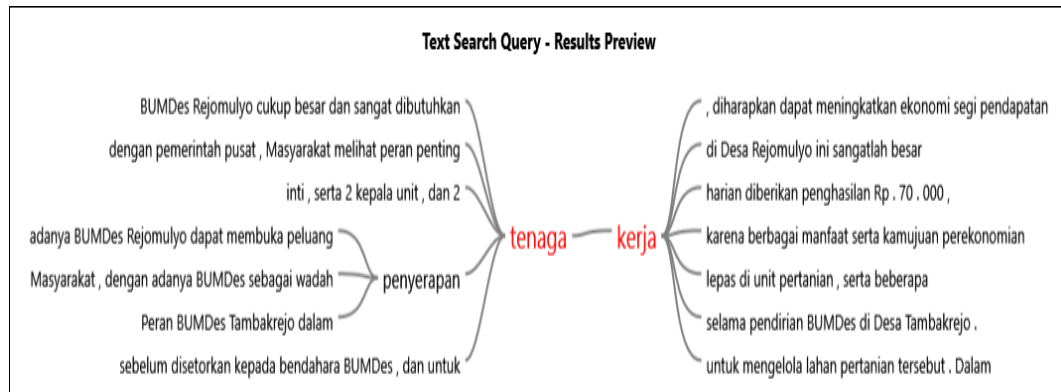 Text Search Query - Results Preview
BUMDes Rejomulyo cukup besar dan sangat dibutuhkan
dengan pemerintah pusat , Masyarakat melihat peran penting
inti , serta 2 kepala unit , dan 2
adanya BUMDes Rejomulyo dapat membuka peluang
Masyarakat , dengan adanya BUMDes sebagai wadah
Peran BUMDes Tambakrejo dalam
penyerapan
sebelum disetorkan kepada bendahara BUMDes , dan untuk
tenaga
kerja
, diharapkan dapat meningkatkan ekonomi segi pendapatan
di Desa Rejomulyo ini sangatlah besar
harian diberikan penghasilan Rp . 70 . 000 ,
karena berbagai manfaat serta kamujuan perekonomian
lepas di unit pertanian , serta beberapa
selama pendirian BUMDes di Desa Tambakrejo .
untuk mengelola lahan pertanian tersebut . Dalam